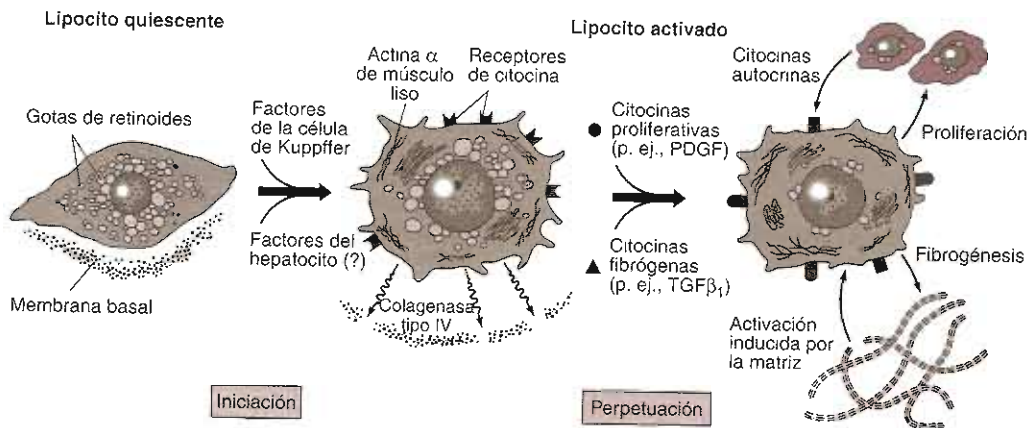 Lipocito quiescente
Lipocito activado
Gotas de retinoides
Membrana basal
Factores
de la célula
de Kuppffer
Factores del
hepatocito (?)
Actina α
de músculo
liso
Receptores
de citocina
Colagenasa
tipo IV
Citocinas
proliferativas
(p. ej., PDGF)
Citocinas
fibrógenas
(p. ej., TGFβ₁)
Citocinas
autocrinas
Proliferación
Fibrogénesis
Activación
inducida por
la matriz
Iniciación
Perpetuación